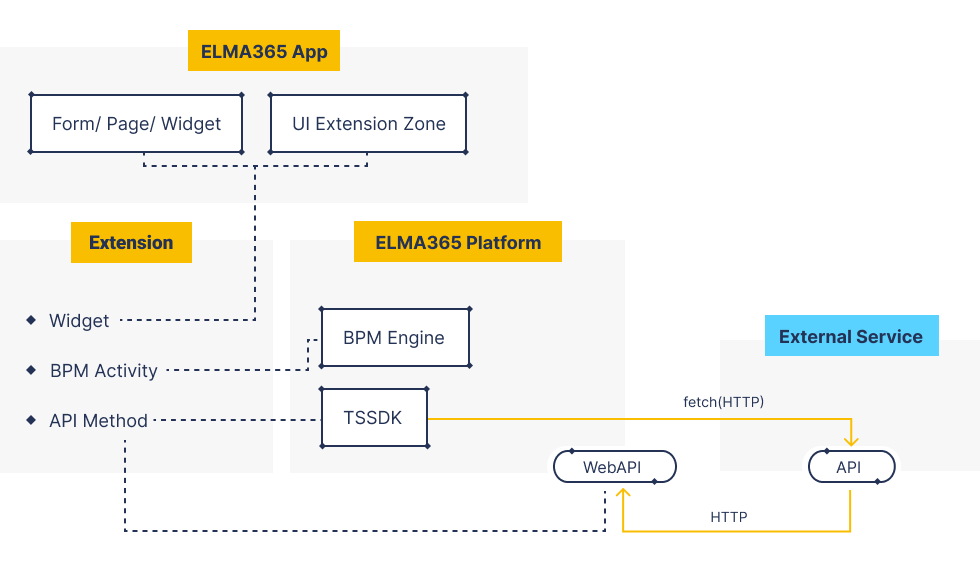 ELMA365 App
Form/ Page/ Widget
UI Extension Zone
Extension
ELMA365 Platform
Widget
BPM Activity
API Method
BPM Engine
TSSDK
External Service
fetch(HTTP)
WebAPI
API
HTTP